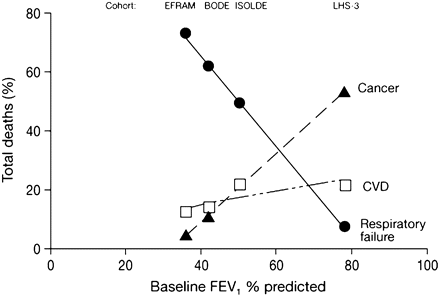 Cohort: EFRAM BODE ISOLDE LHS-3
80
60
40
20
0
Total deaths (%)
Cancer
CVD
Respiratory
failure
0 20 40 60 80 100
Baseline FEV₁ % predicted